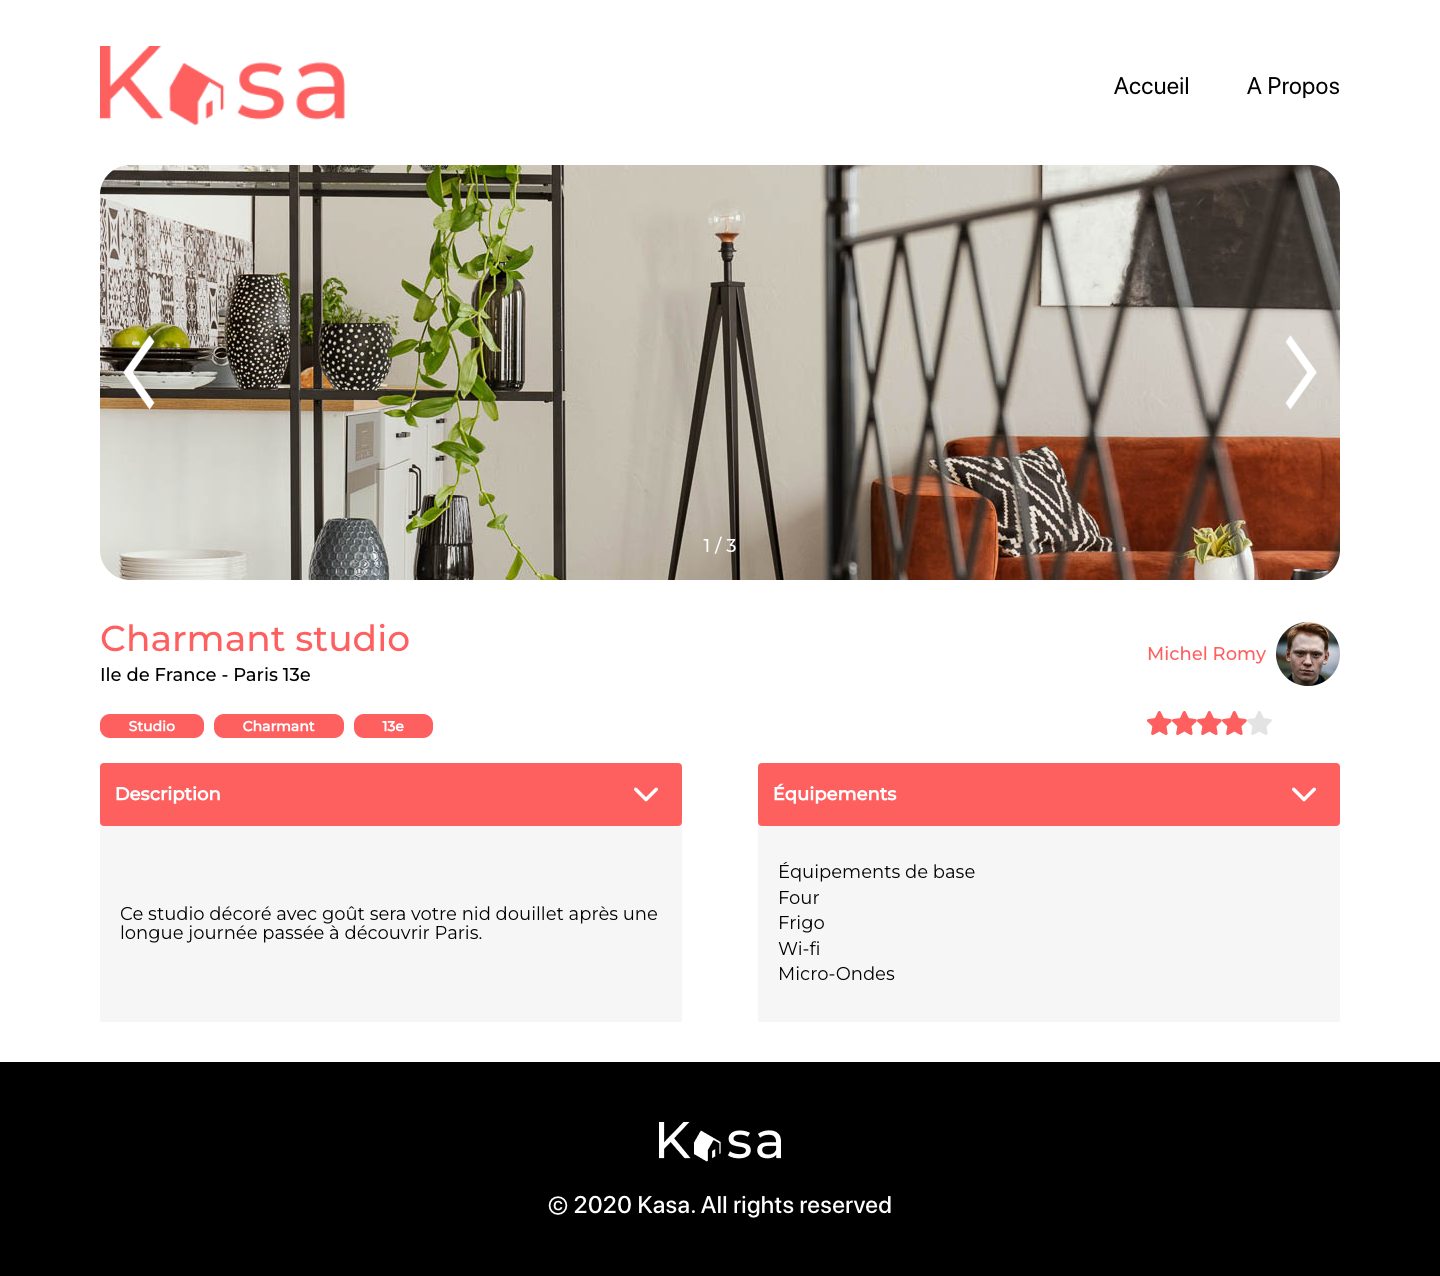 Kasa
Accueil
A Propos
1 / 3
Charmant studio
Ile de France - Paris 13e
Michel Romy
Studio
Charmant
13e
Description
Ce studio décoré avec goût sera votre nid douillet après une
longue journée passée à découvrir Paris.
Équipements
Équipements de base
Four
Frigo
Wi-fi
Micro-Ondes
Kasa
© 2020 Kasa. All rights reserved